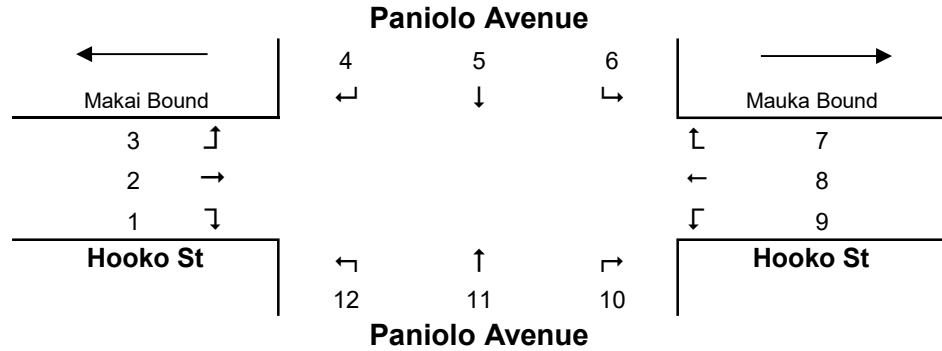 Paniolo Avenue
4 5 6
Makai Bound Mauka Bound
3 7
2 8
1 9
Hooko St Hooko St
12 11 10
Paniolo Avenue